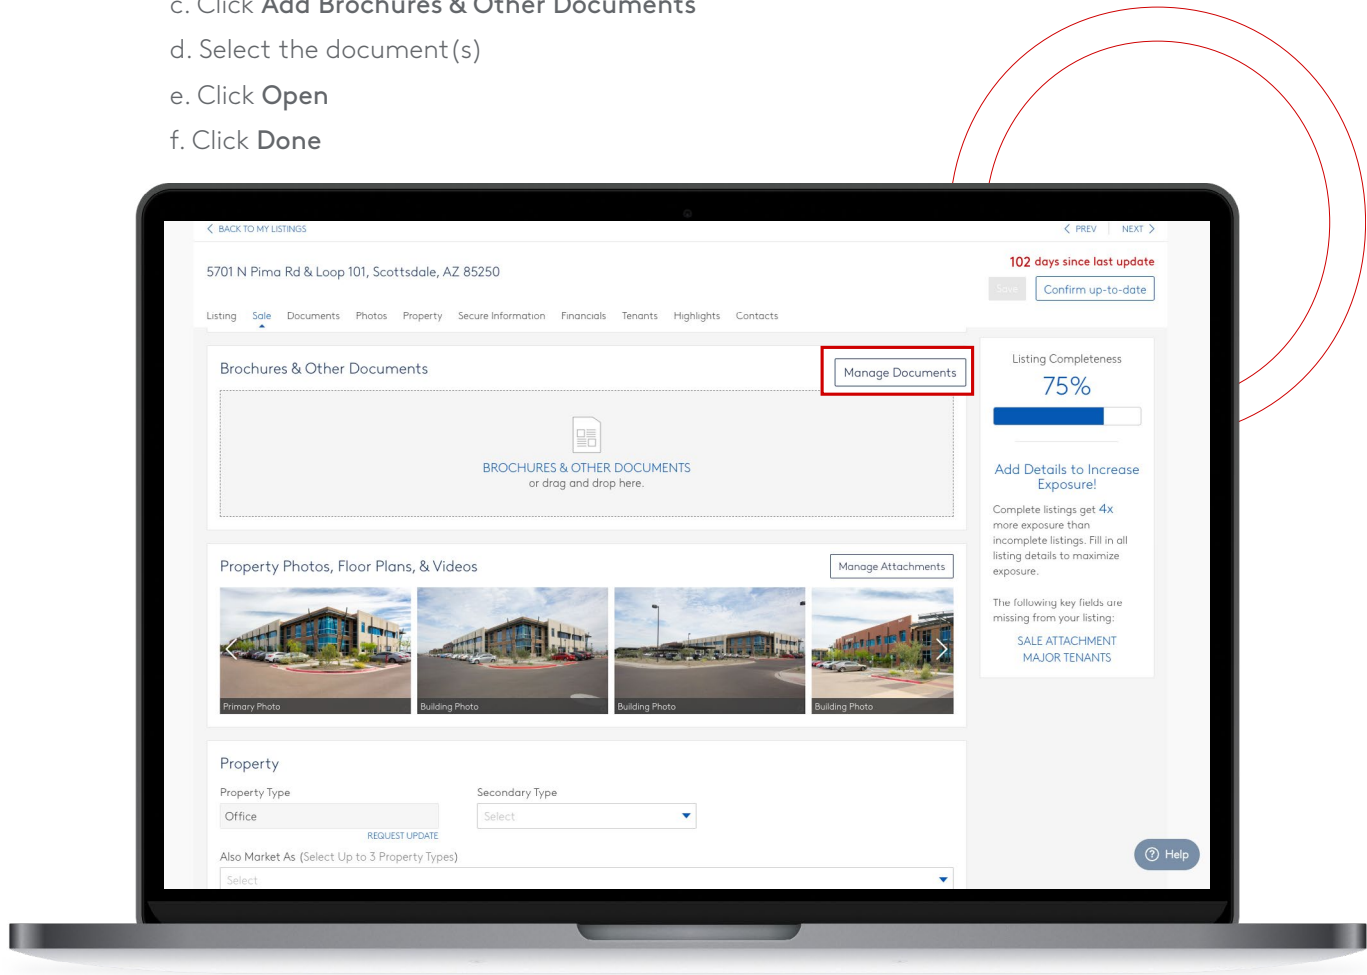 c. Click Add Brochures & Other Documents
d. Select the document(s)
e. Click Open
f. Click Done
BACK TO MY LISTINGS
PREV
NEXT
5701 N Pima Rd & Loop 101, Scottsdale, AZ 85250
102 days since last update
Save
Confirm up-to-date
Listing Sale Documents Photos Property Secure Information Financials Tenants Highlights Contacts
Brochures & Other Documents
Manage Documents
BROCHURES & OTHER DOCUMENTS
or drag and drop here.
Listing Completeness
75%
Add Details to Increase
Exposure!
Complete listings get 4x
more exposure than
incomplete listings. Fill in all
listing details to maximize
exposure.
The following key fields are
missing from your listing:
SALE ATTACHMENT
MAJOR TENANTS
Property Photos, Floor Plans, & Videos
Manage Attachments
Primary Photo
Building Photo
Building Photo
Building Photo
Property
Property Type
Secondary Type
Office
Select
REQUEST UPDATE
Also Market As (Select Up to 3 Property Types)
Select
Help